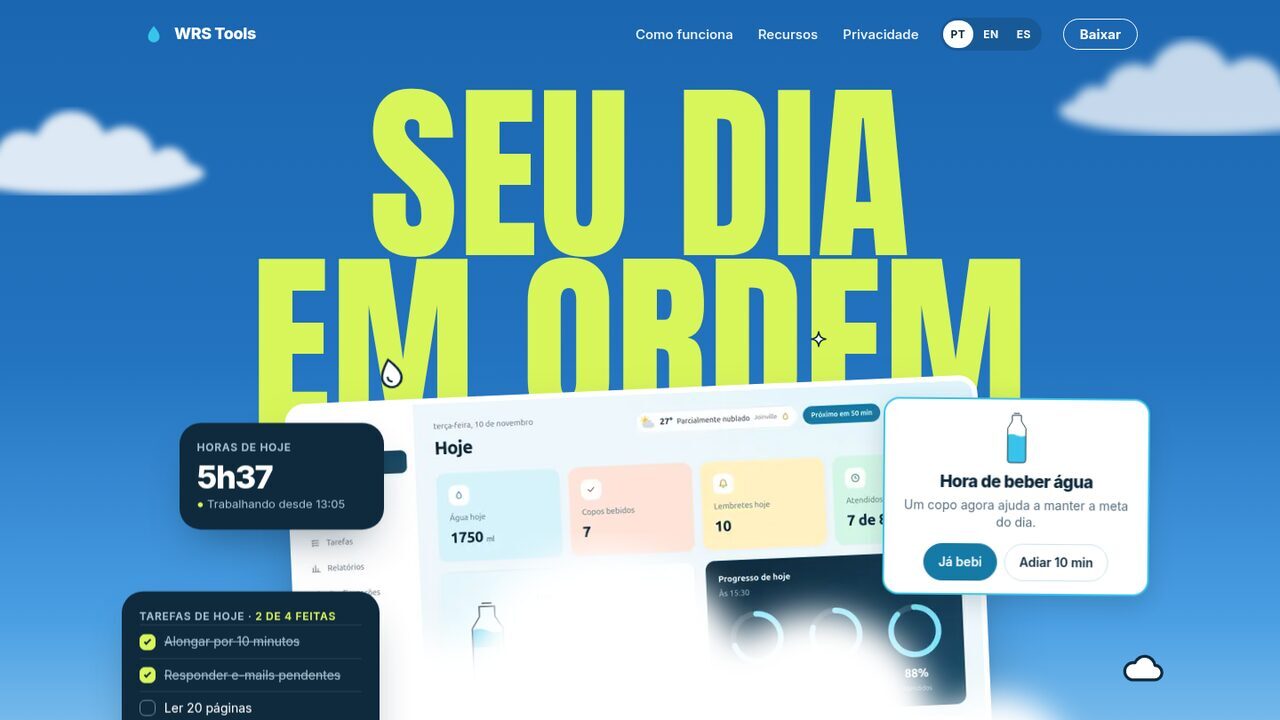 WRS Tools
Como funciona
Recursos
Privacidade
PT
EN
ES
Baixar
SEU DIA
EM ORDEM
terça-feira, 10 de novembro
27° Parcialmente nublado Joinville
Próximo em 50 min
Hoje
Água hoje
1750 ml
Copos bebidos
7
Lembretes hoje
10
Atendidos
7 de 8
Tarefas
Relatórios
Progresso de hoje
Às 15:30
88%
HORAS DE HOJE
5h37
Trabalhando desde 13:05
TAREFAS DE HOJE · 2 DE 4 FEITAS
Alongar por 10 minutos
Responder e-mails pendentes
Ler 20 páginas
Hora de beber água
Um copo agora ajuda a manter a meta
do dia.
Já bebi
Adiar 10 min